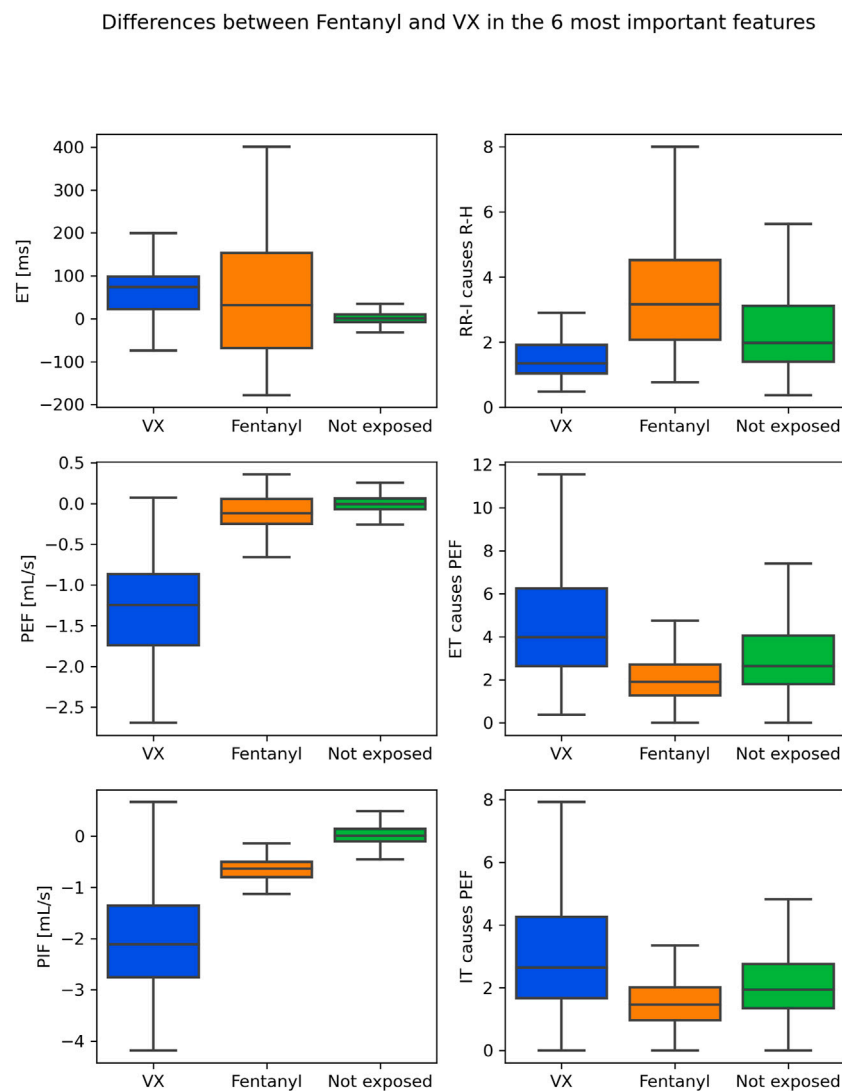 Differences between Fentanyl and VX in the 6 most important features
ET [ms]
400
300
200
100
0
−100
−200
VX Fentanyl Not exposed
RR-I causes R-H
8
6
4
2
0
VX Fentanyl Not exposed
PEF [mL/s]
0.5
0.0
−0.5
−1.0
−1.5
−2.0
−2.5
VX Fentanyl Not exposed
ET causes PEF
12
10
8
6
4
2
0
VX Fentanyl Not exposed
PIF [mL/s]
0
−1
−2
−3
−4
VX Fentanyl Not exposed
IT causes PEF
8
6
4
2
0
VX Fentanyl Not exposed